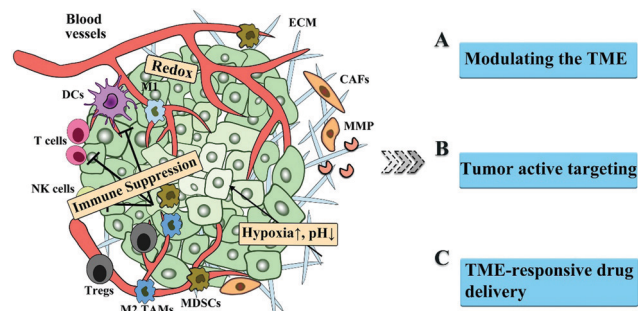 Blood
vessels
ECM
A
Modulating the TME
Redox
CAFs
DCs
M1
MMP
T cells
B
Tumor active targeting
NK cells
Immune Suppression
Hypoxia↑, pH↓
C
TME-responsive drug
delivery
Tregs
MDSCs
M2 TAMs